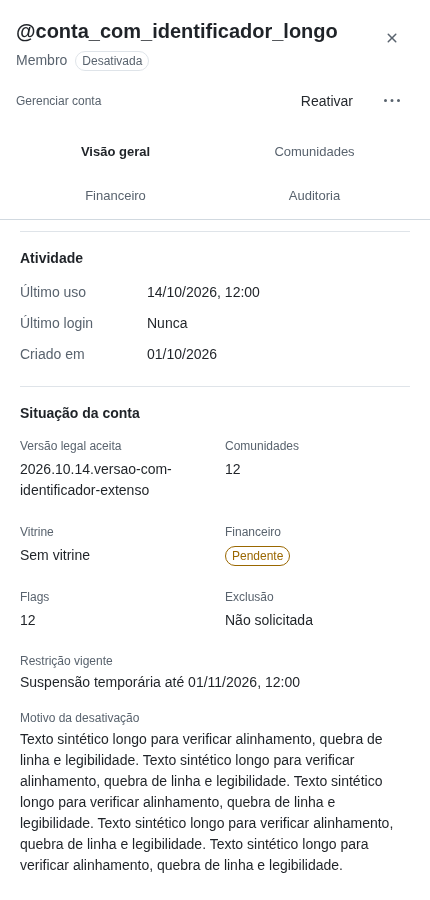 @conta_com_identificador_longo
Membro Desativada
Gerenciar conta Reativar
Visão geral Comunidades
Financeiro Auditoria
Atividade
Último uso 14/10/2026, 12:00
Último login Nunca
Criado em 01/10/2026
Situação da conta
Versão legal aceita Comunidades
2026.10.14.versao-com- 12
identificador-extenso
Vitrine Financeiro
Sem vitrine Pendente
Flags Exclusão
12 Não solicitada
Restrição vigente
Suspensão temporária até 01/11/2026, 12:00
Motivo da desativação
Texto sintético longo para verificar alinhamento, quebra de
linha e legibilidade. Texto sintético longo para verificar
alinhamento, quebra de linha e legibilidade. Texto sintético
longo para verificar alinhamento, quebra de linha e
legibilidade. Texto sintético longo para verificar alinhamento,
quebra de linha e legibilidade. Texto sintético longo para
verificar alinhamento, quebra de linha e legibilidade.